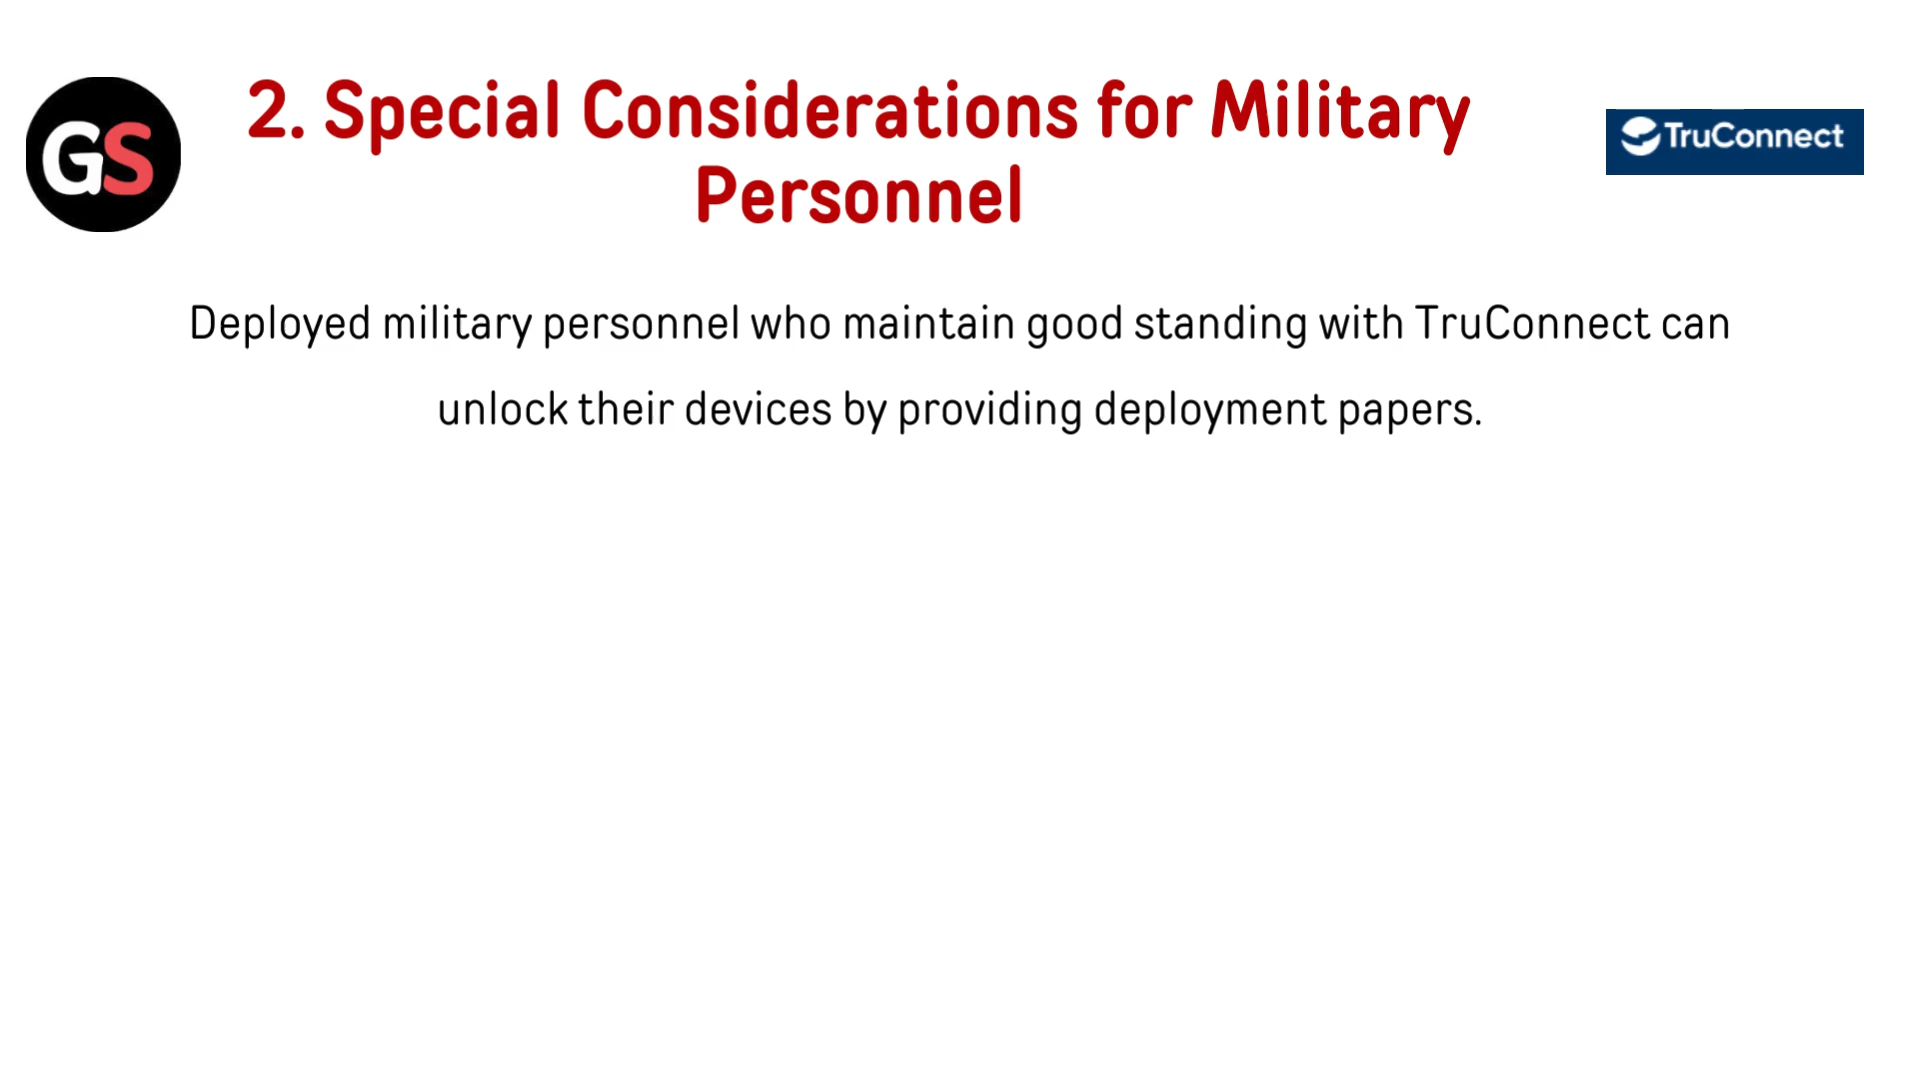 GS
2. Special Considerations for Military
Personnel
TruConnect
Deployed military personnel who maintain good standing with TruConnect can
unlock their devices by providing deployment papers.